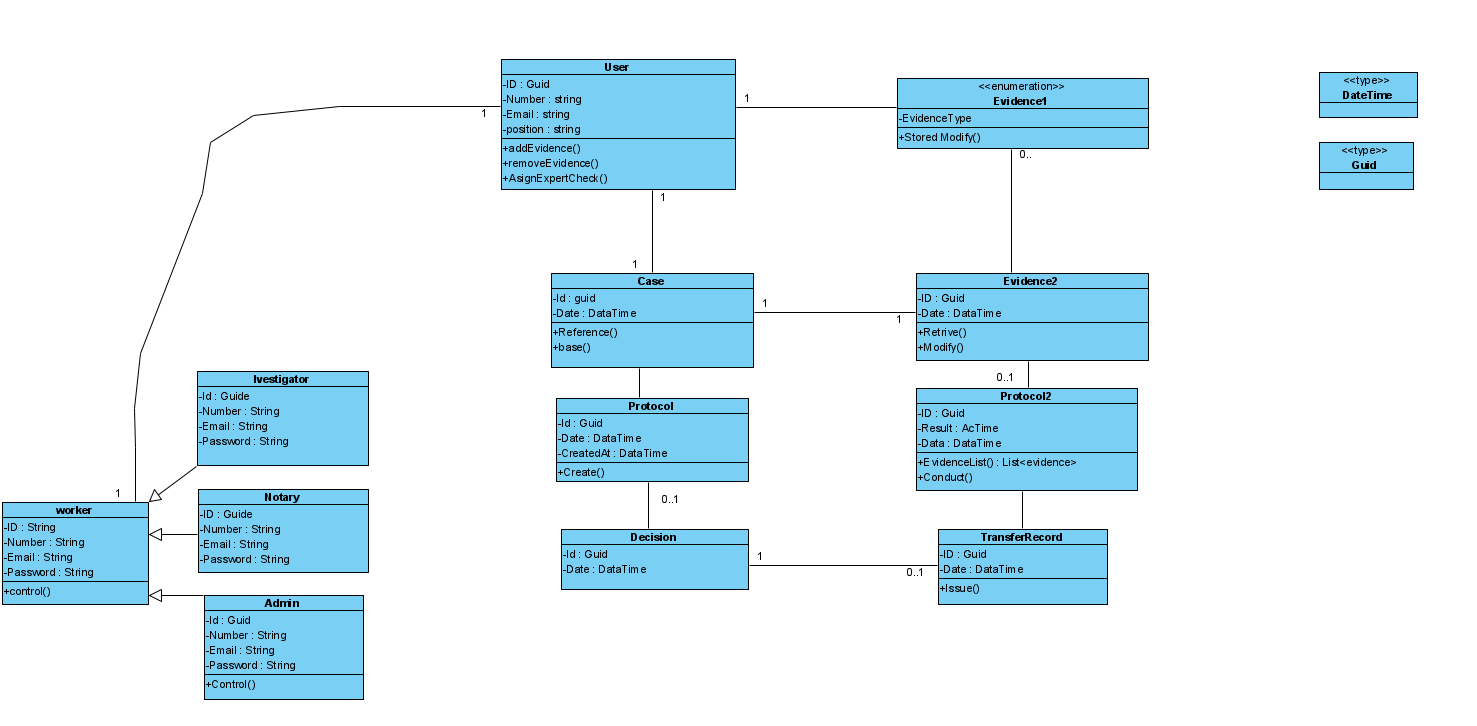 User
-ID : Guid
-Number : string
-Email : string
-position : string
+addEvidence()
+removeEvidence()
+AsignExpertCheck()
1
1
1
<<enumeration>>
Evidence1
-EvidenceType
+Stored Modify()
0..
<<type>>
DateTime
<<type>>
Guid
1
Case
-Id : guid
-Date : DataTime
+Reference()
+base()
1
1
Evidence2
-ID : Guid
-Date : DataTime
+Retrive()
+Modify()
0..1
Protocol
-Id : Guid
-Date : DataTime
-CreatedAt : DataTime
+Create()
0..1
Protocol2
-ID : Guid
-Result : AcTime
-Data : DataTime
+EvidenceList() : List<evidence>
+Conduct()
Decision
-Id : Guid
-Date : DataTime
1
0..1
TransferRecord
-ID : Guid
-Date : DataTime
+Issue()
Ivestigator
-Id : Guide
-Number : String
-Email : String
-Password : String
1
worker
-ID : String
-Number : String
-Email : String
-Password : String
+control()
Notary
-ID : Guide
-Number : String
-Email : String
-Password : String
Admin
-Id : Guid
-Number : String
-Email : String
-Password : String
+Control()